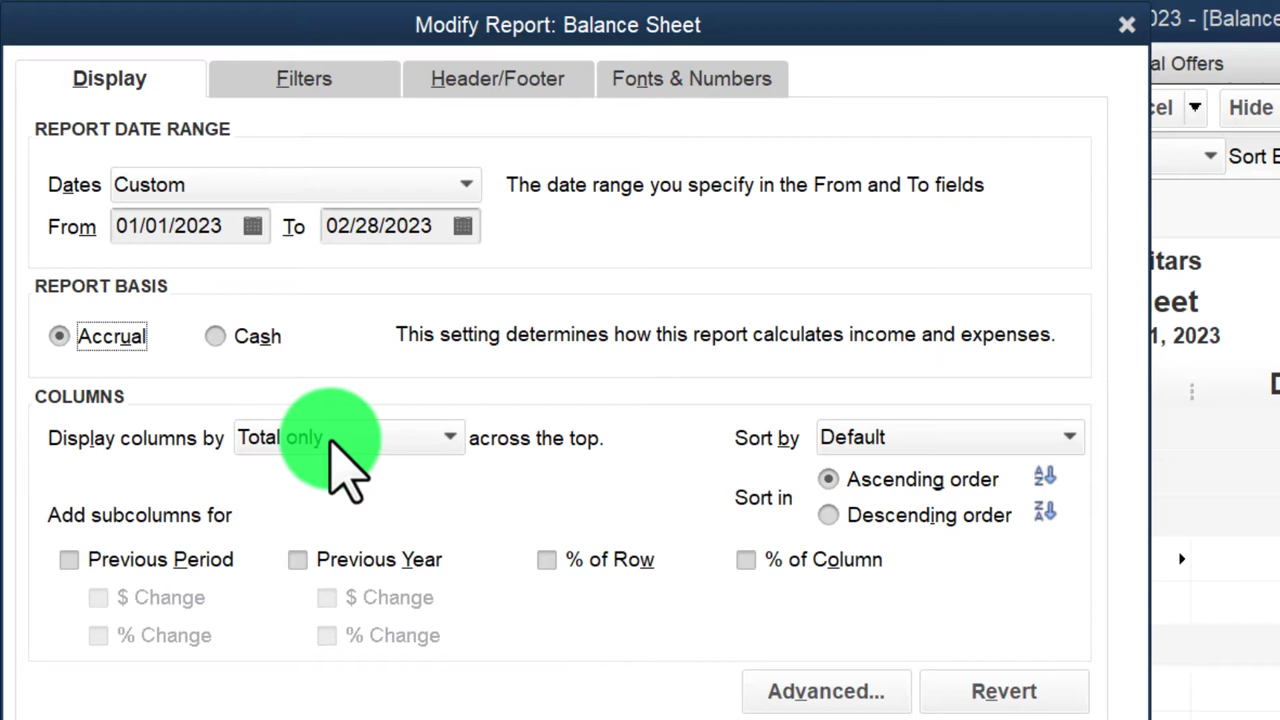 Modify Report: Balance Sheet
023 - [Balance
Display
Filters
Header/Footer
Fonts & Numbers
al Offers
cel
Hide
REPORT DATE RANGE
Sort
Dates Custom The date range you specify in the From and To fields
From 01/01/2023 To 02/28/2023
itars
REPORT BASIS
eet
Accrual Cash This setting determines how this report calculates income and expenses.
1, 2023
COLUMNS
Display columns by Total only across the top.
Sort by Default
Sort in
Ascending order
Descending order
Add subcolumns for
Previous Period Previous Year % of Row % of Column
$ Change $ Change
% Change % Change
Advanced... Revert